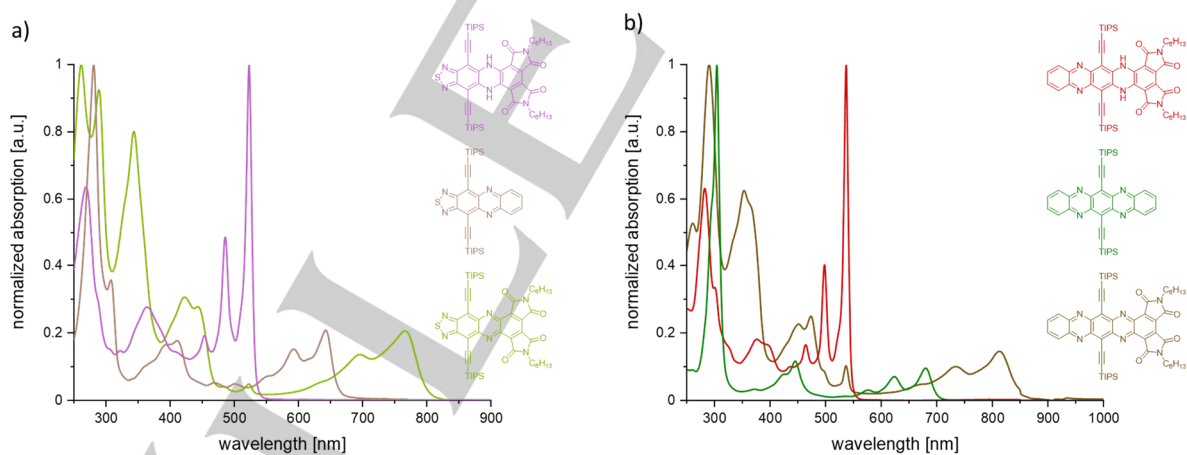 a)
normalized absorption [a.u.]
1
0.8
0.6
0.4
0.2
0
300
400
500
600
700
800
900
wavelength [nm]
TIPS
C6H13
H
N
O
N
O
N
S
N
N
H
O
N
O
C6H13
TIPS
TIPS
N
S
N
N
N
TIPS
TIPS
C6H13
O
N
N
O
N
S
N
N
O
N
O
C6H13
TIPS
b)
normalized absorption [a.u.]
1
0.8
0.6
0.4
0.2
0
300
400
500
600
700
800
900
1000
wavelength [nm]
TIPS
C6H13
O
N
H
N
N
O
N
N
H
O
N
O
C6H13
TIPS
TIPS
N
N
N
N
TIPS
TIPS
C6H13
O
N
N
N
O
N
N
O
N
O
C6H13
TIPS